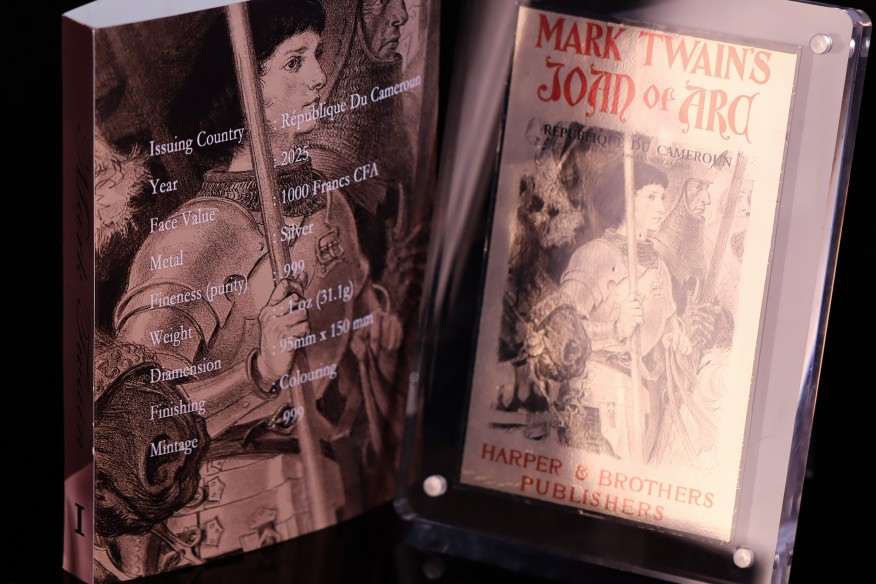 Issuing Country : République Du Cameroun
Year : 2025
Face Value : 1000 Francs CFA
Metal : Silver
Fineness (purity) : 999
Weight : 1 oz (31.1g)
Dramension : 95mm x 150 mm
Finishing : Colouring
Mintage : 999
I
MARK TWAIN'S
JOAN OF ARC
RÉPUBLIQUE DU CAMEROUN
HARPER & BROTHERS
PUBLISHERS